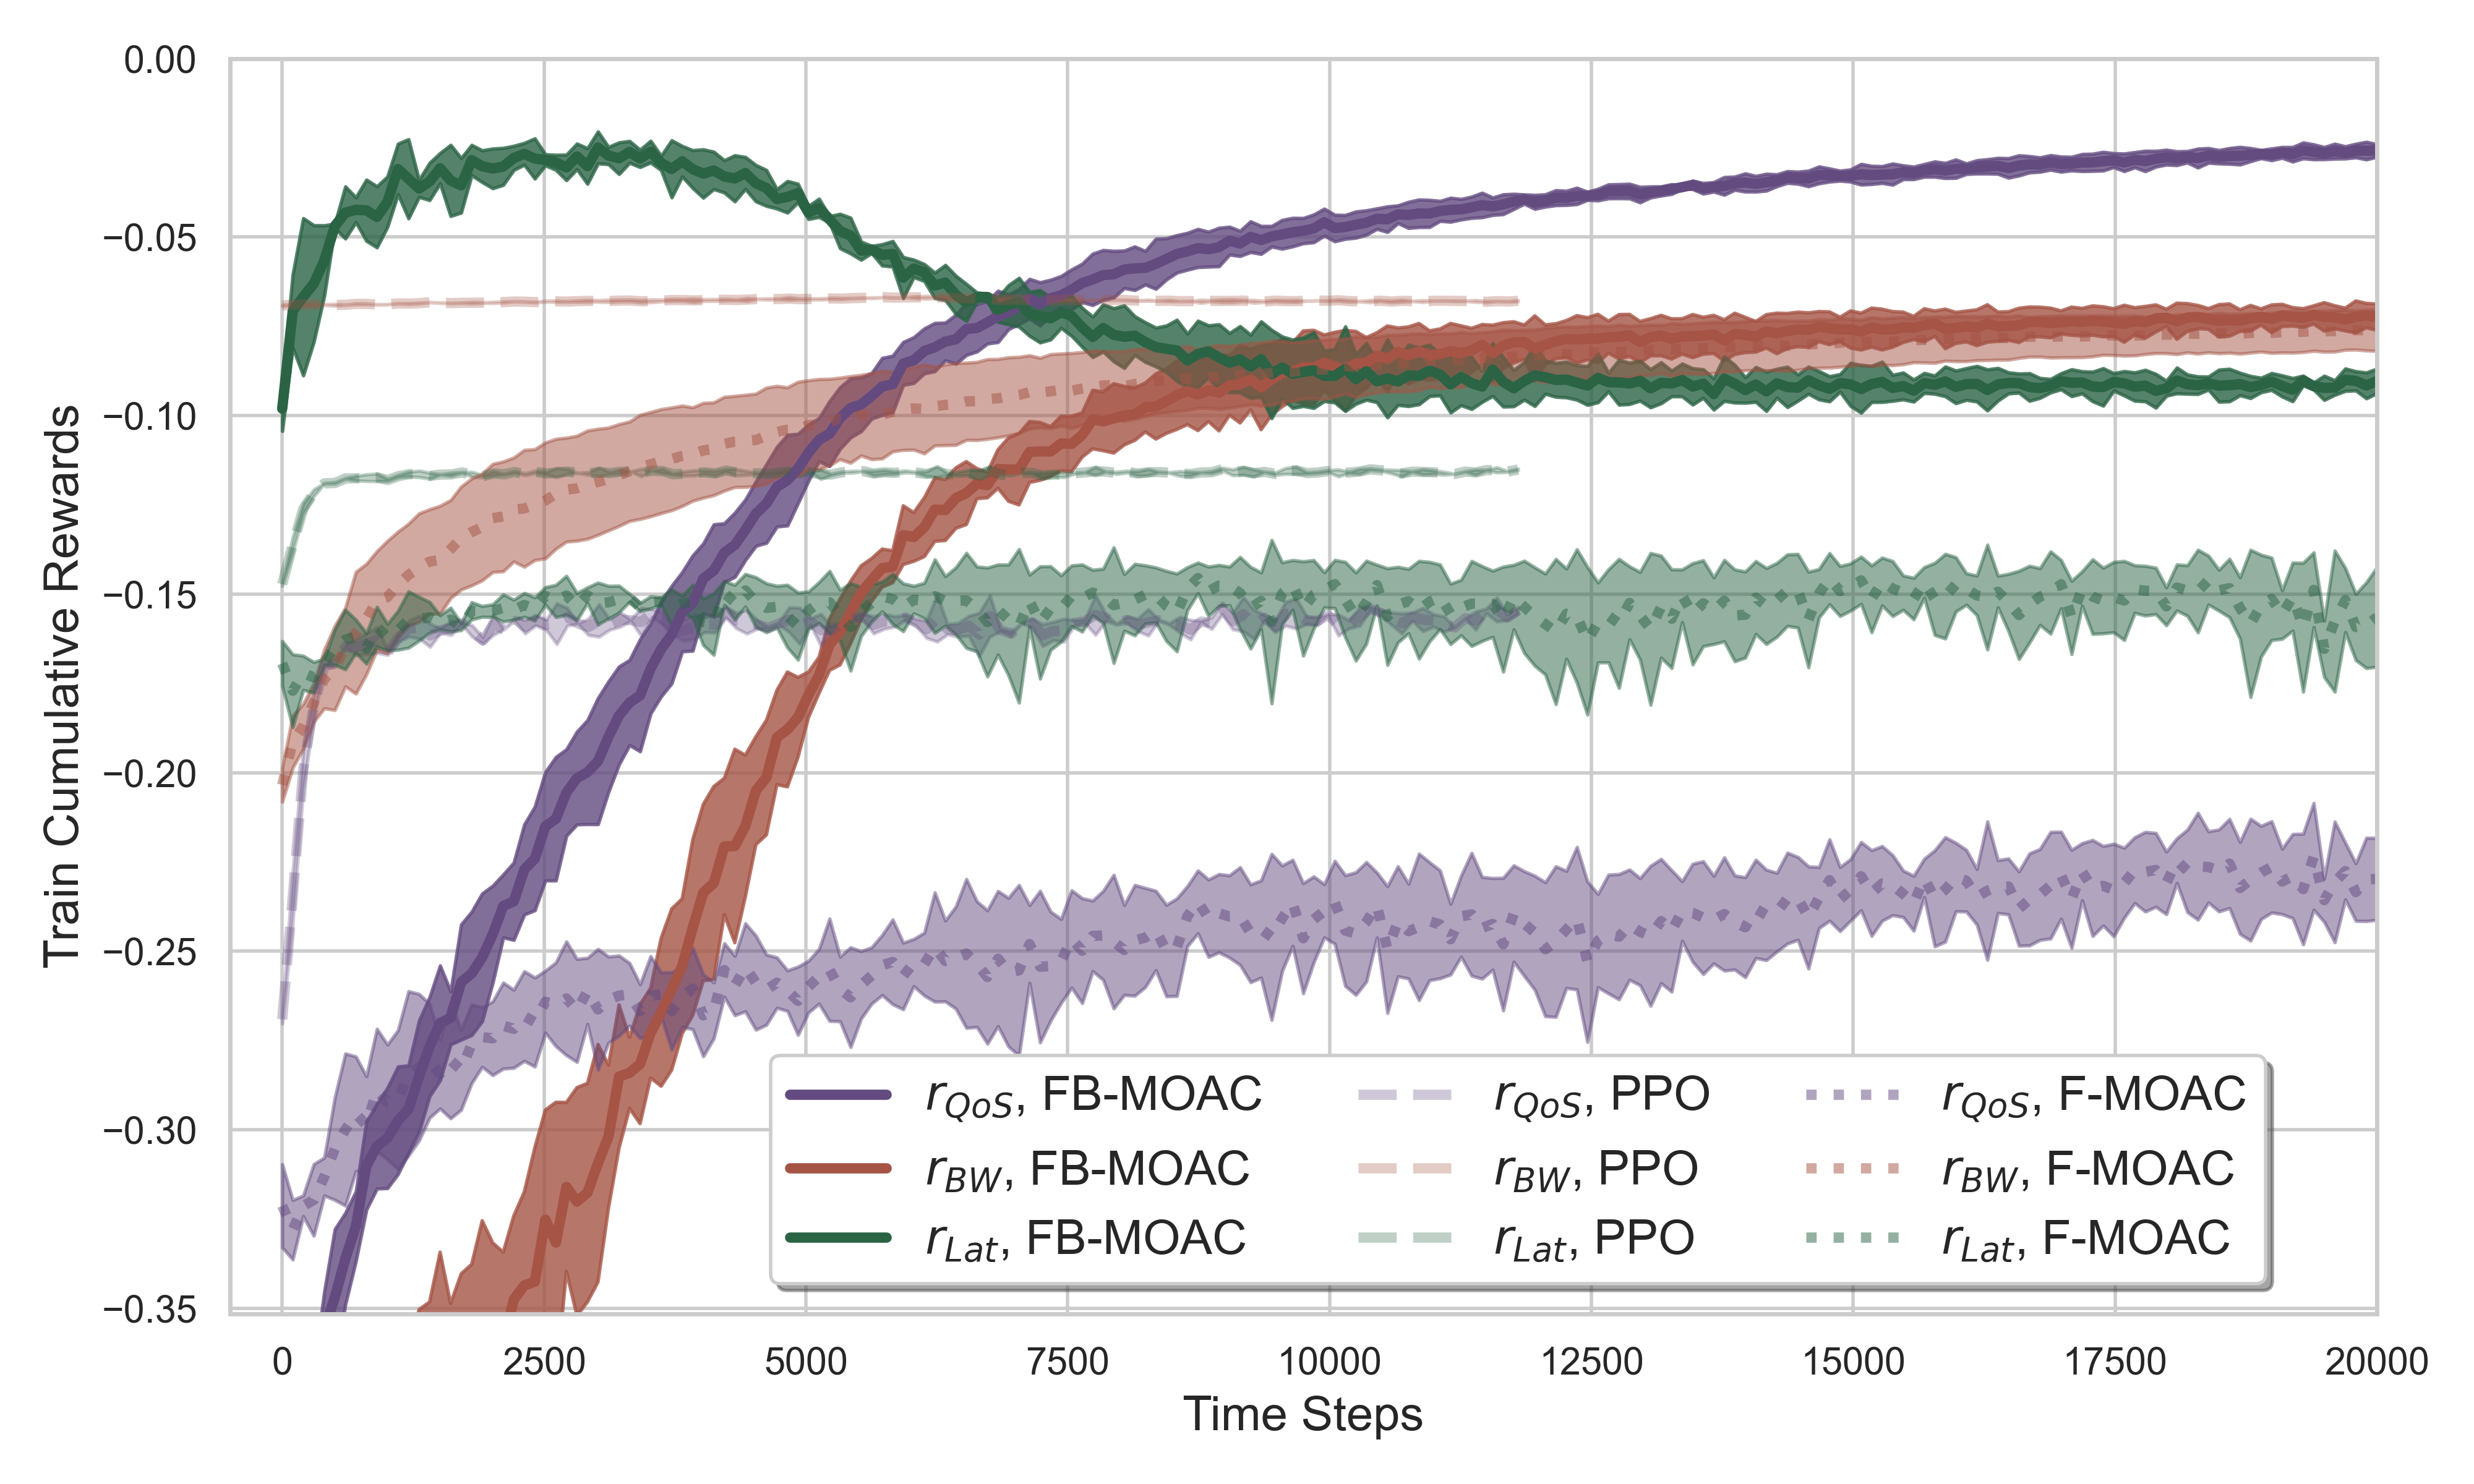 0.00
−0.05
−0.10
−0.15
−0.20
−0.25
−0.30
−0.35
Train Cumulative Rewards
r_QoS, FB-MOAC
r_BW, FB-MOAC
r_Lat, FB-MOAC
r_QoS, PPO
r_BW, PPO
r_Lat, PPO
r_QoS, F-MOAC
r_BW, F-MOAC
r_Lat, F-MOAC
0 2500 5000 7500 10000 12500 15000 17500 20000
Time Steps